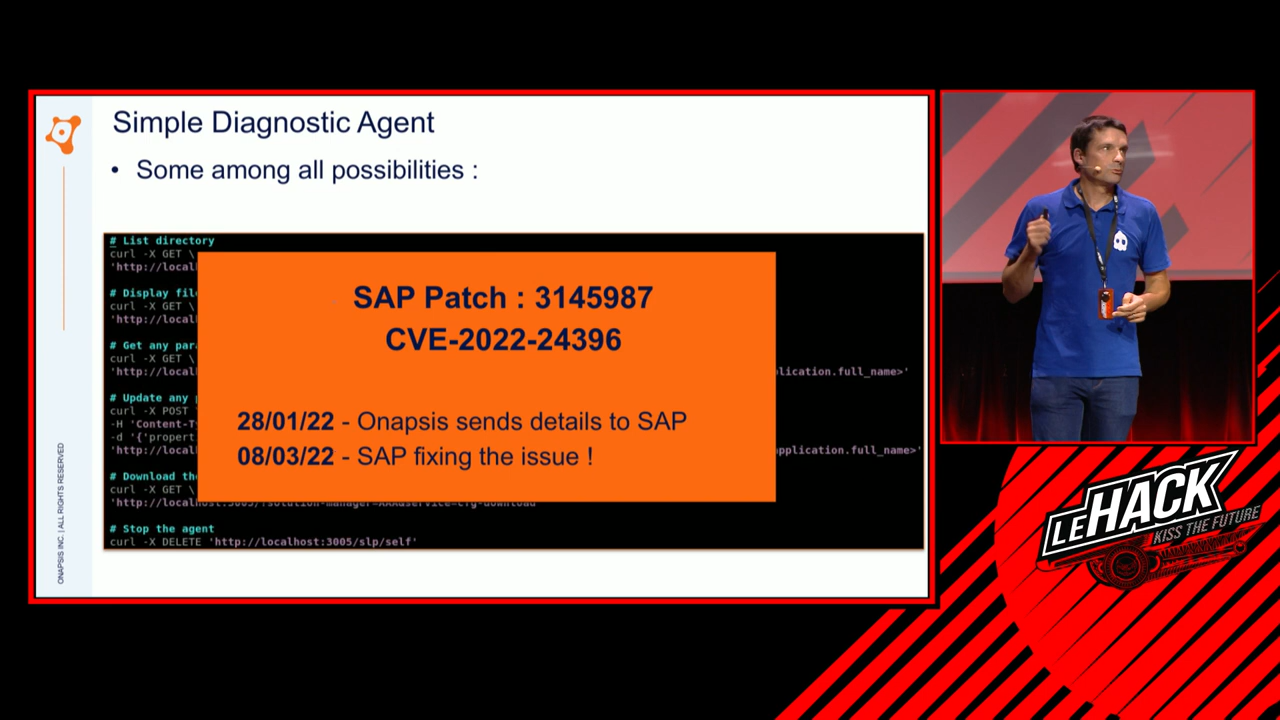 Simple Diagnostic Agent
• Some among all possibilities :
# List directory
curl -X GET \
'http://local
# Display fil
curl -X GET \
'http://local
# Get any par
curl -X GET \
'http://local
plication.full_name>'
# Update any
curl -X POST
-H 'Content-T
-d '{'propert
'http://local
application.full_name>'
# Download th
curl -X GET \
# Stop the agent
curl -X DELETE 'http://localhost:3005/slp/self'
SAP Patch : 3145987
CVE-2022-24396
28/01/22 - Onapsis sends details to SAP
08/03/22 - SAP fixing the issue !
ONAPSIS INC. | ALL RIGHTS RESERVED
LEHACK
KISS THE FUTURE